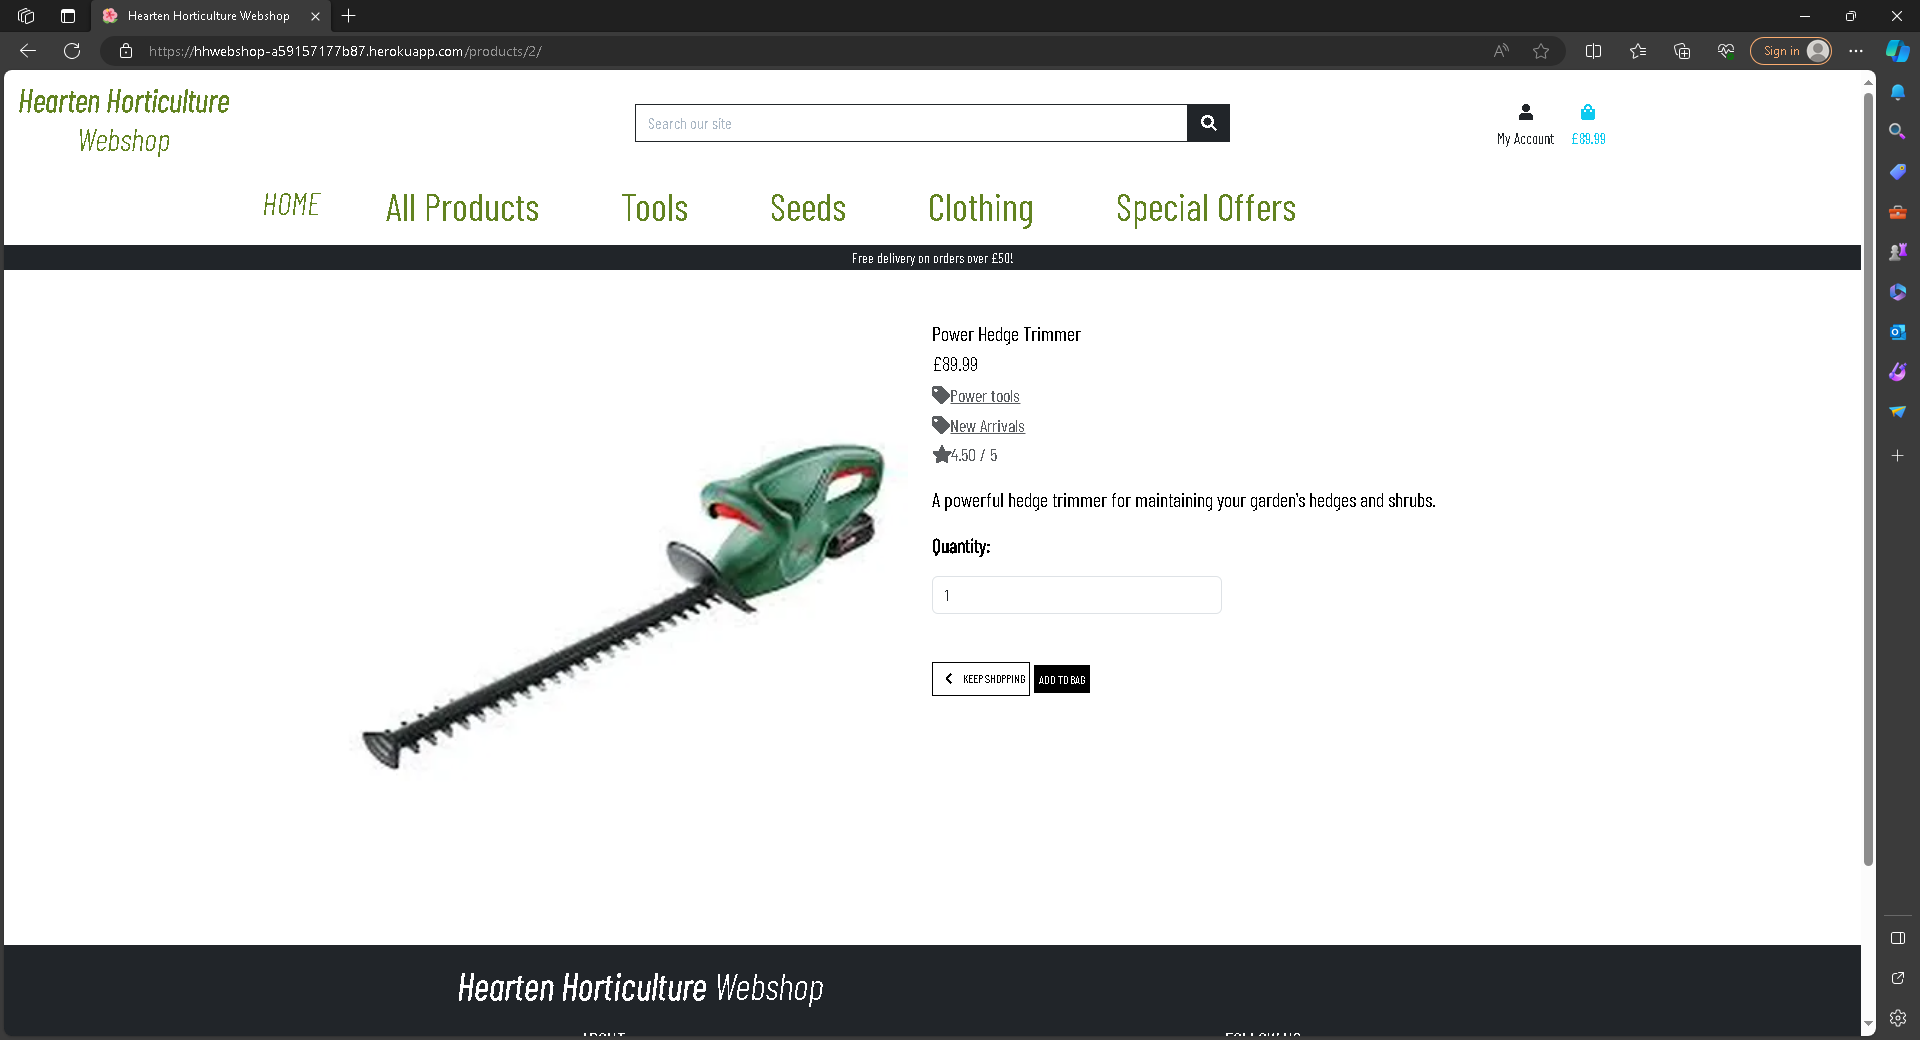 Hearten Horticulture Webshop
https://hhwebshop-a59157177b87.herokuapp.com/products/2/
Sign in
Hearten Horticulture
Webshop
Search our site
My Account
£89.99
HOME
All Products
Tools
Seeds
Clothing
Special Offers
Free delivery on orders over £50!
Power Hedge Trimmer
£89.99
Power tools
New Arrivals
4.50 / 5
A powerful hedge trimmer for maintaining your garden's hedges and shrubs.
Quantity:
1
KEEP SHOPPING
ADD TO BAG
Hearten Horticulture Webshop
ABOUT
FOLLOW US